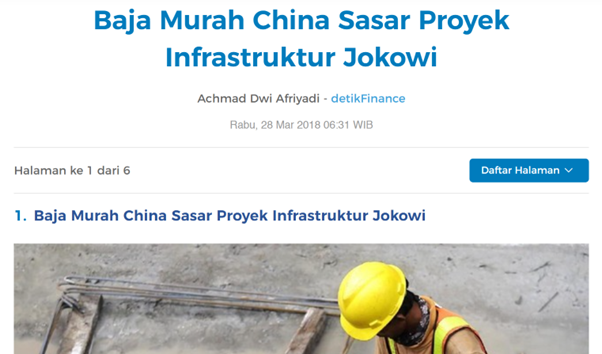 Baja Murah China Sasar Proyek
Infrastruktur Jokowi
Achmad Dwi Afriyadi - detikFinance
Rabu, 28 Mar 2018 06:31 WIB
Halaman ke 1 dari 6
Daftar Halaman
1. Baja Murah China Sasar Proyek Infrastruktur Jokowi